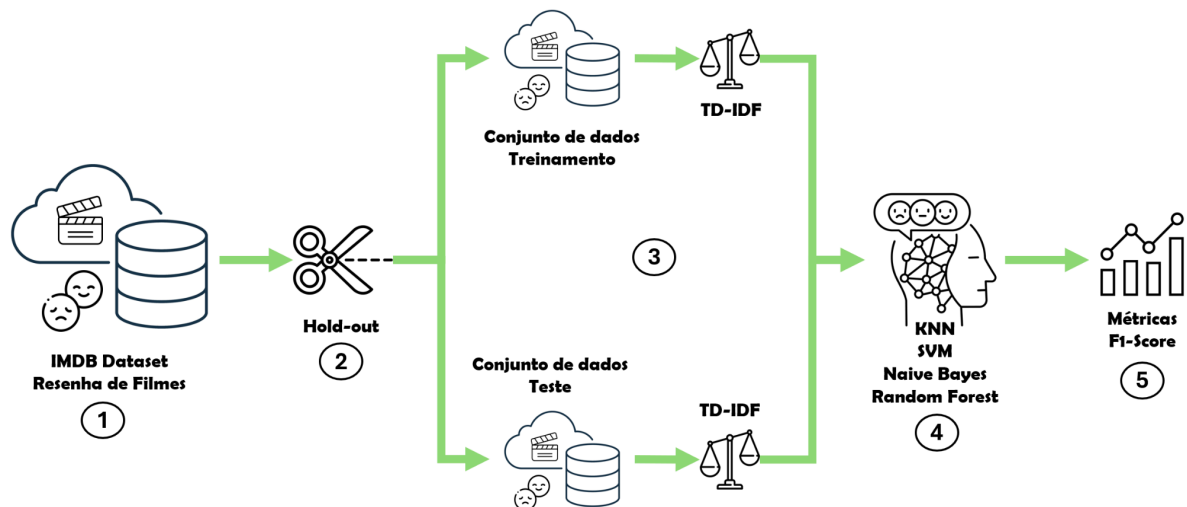 IMDB Dataset
Resenha de Filmes
1
Hold-out
2
Conjunto de dados
Treinamento
TD-IDF
3
Conjunto de dados
Teste
TD-IDF
KNN
SVM
Naive Bayes
Random Forest
4
Métricas
F1-Score
5